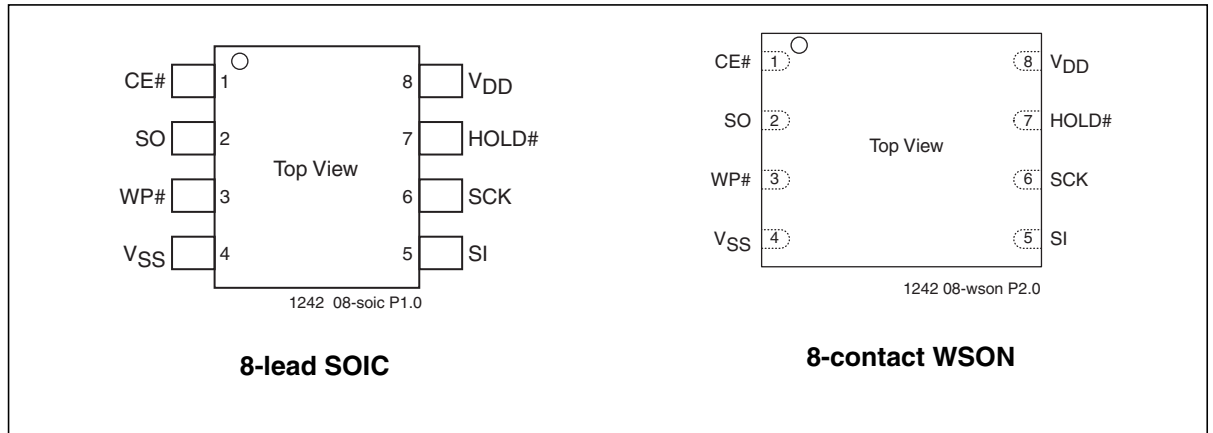 CE# 1 8 VDD
SO 2 7 HOLD#
Top View
WP# 3 6 SCK
VSS 4 5 SI
1242 08-soic P1.0
8-lead SOIC
CE# 1 8 VDD
SO 2 7 HOLD#
Top View
WP# 3 6 SCK
VSS 4 5 SI
1242 08-wson P2.0
8-contact WSON